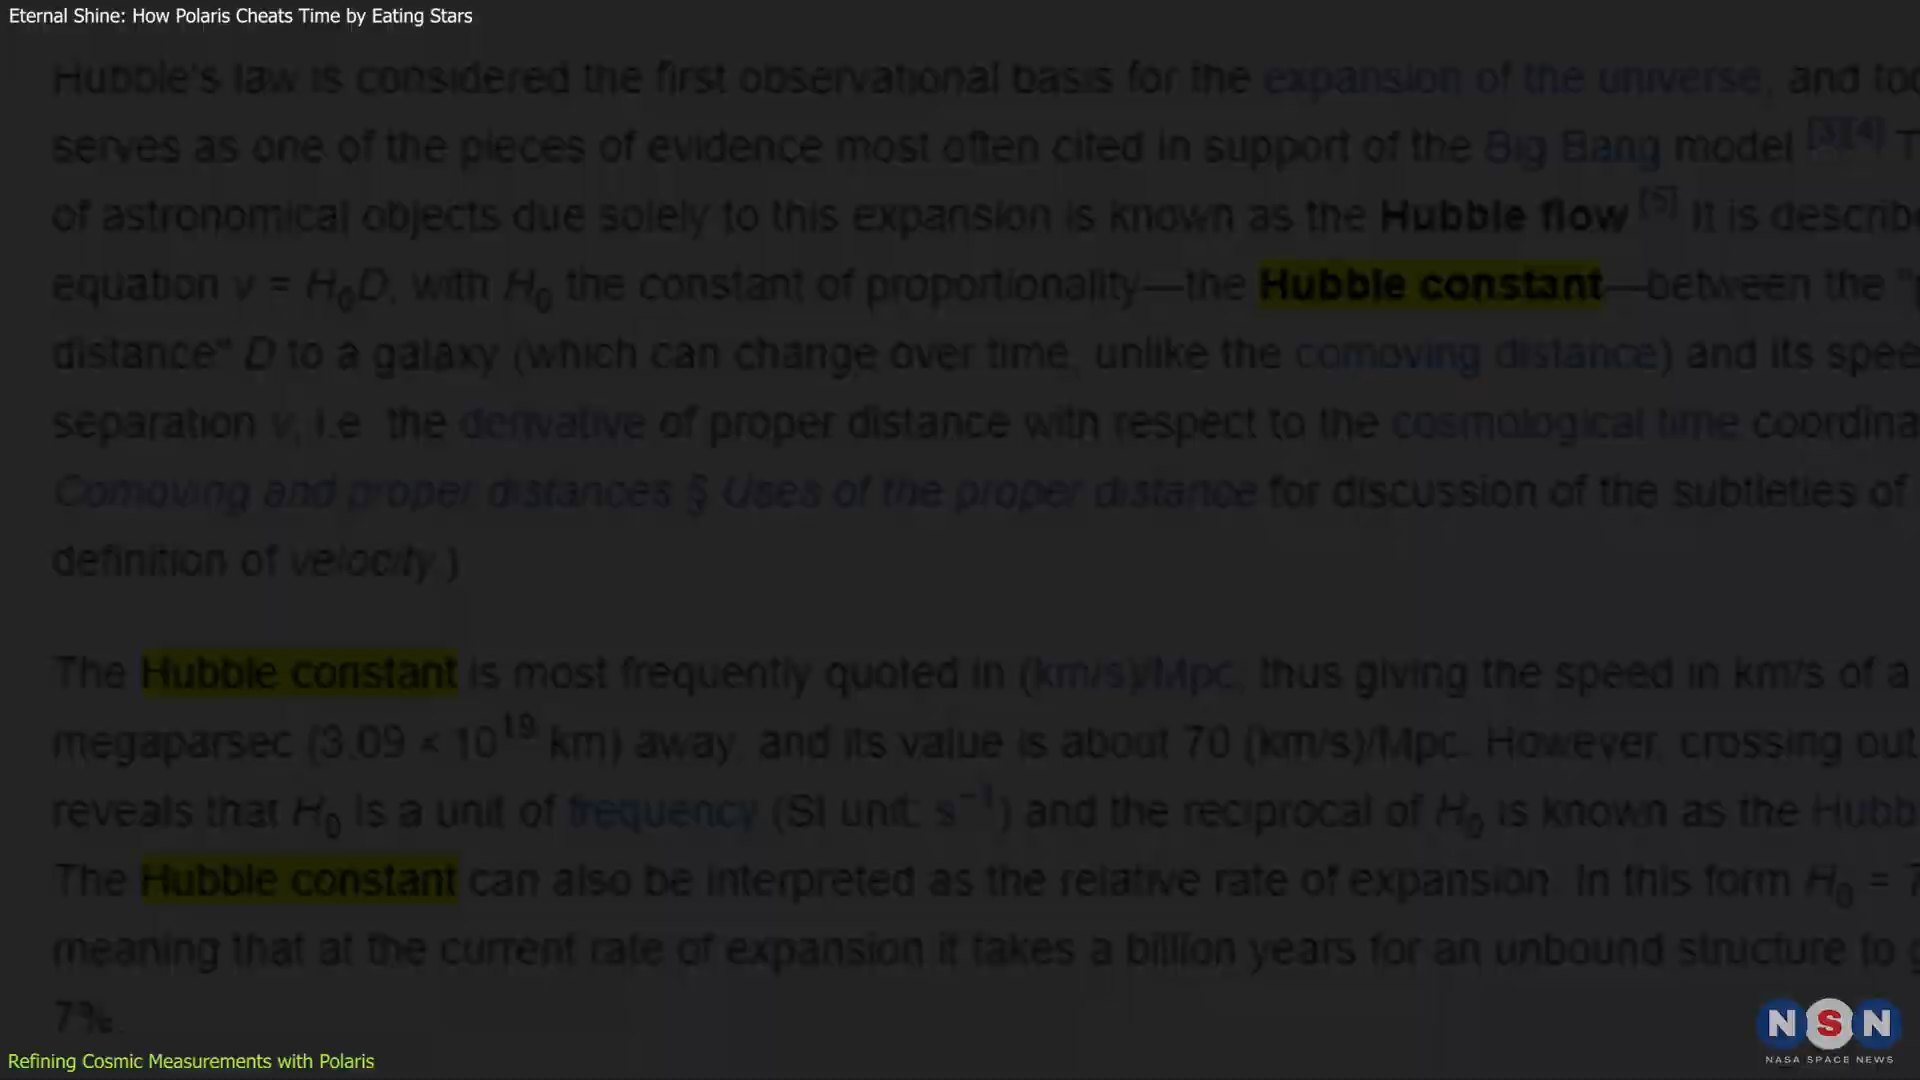 Eternal Shine: How Polaris Cheats Time by Eating Stars
Hubble's law is considered the first observational basis for the expansion of the universe, and
serves as one of the pieces of evidence most often cited in support of the Big Bang model.[3][4]
of astronomical objects due solely to this expansion is known as the Hubble flow.[5] It is
equation v = H0D, with H0 the constant of proportionality—the Hubble constant—between the
distance" D to a galaxy (which can change over time, unlike the comoving distance) and its
separation v, i.e. the derivative of proper distance with respect to the cosmological time
Comoving and proper distances § Uses of the proper distance for discussion of the subtleties of
definition of velocity.)
The Hubble constant is most frequently quoted in (km/s)/Mpc, thus giving the speed in km/s of a
megaparsec (3.09 × 10^19 km) away, and its value is about 70 (km/s)/Mpc. However, crossing out
reveals that H0 is a unit of frequency (SI unit: s^−1) and the reciprocal of H0 is known as the
The Hubble constant can also be interpreted as the relative rate of expansion. In this form H0 =
meaning that at the current rate of expansion it takes a billion years for an unbound structure to
7%.
Refining Cosmic Measurements with Polaris
NSN
NASA SPACE NEWS